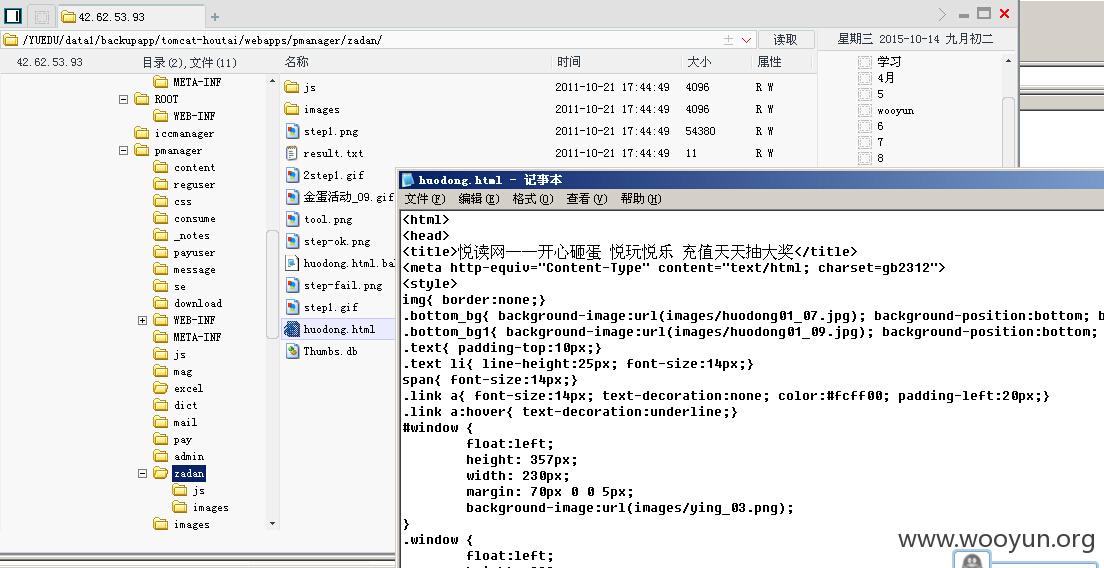 42.62.53.93
/YUEDU/data1/backupapp/tomcat-houtai/webapps/pmanager/zadan/
读取
星期三 2015-10-14 九月初二
42.62.53.93
目录(2),文件(11)
META-INF
ROOT
WEB-INF
iccmanager
pmanager
content
reguser
css
consume
_notes
payuser
message
se
download
WEB-INF
META-INF
js
mag
excel
dict
mail
pay
admin
zadan
js
images
images
名称 时间 大小 属性
js 2011-10-21 17:44:49 4096 R W
images 2011-10-21 17:44:49 4096 R W
step1.png 2011-10-21 17:44:49 54380 R W
result.txt 2011-10-21 17:44:49 11 R W
2step1.gif
金蛋活动_09.gif
tool.png
step-ok.png
huodong.html.ba
step-fail.png
step1.gif
huodong.html
Thumbs.db
学习
4月
5
wooyun
6
7
8
huodong.html - 记事本
文件(F) 编辑(E) 格式(O) 查看(V) 帮助(H)
<html>
<head>
<title>悦读网——开心砸蛋 悦玩悦乐 充值天天抽大奖</title>
<meta http-equiv="Content-Type" content="text/html; charset=gb2312">
<style>
img{ border:none;}
.bottom_bg{ background-image:url(images/huodong01_07.jpg); background-position:bottom; b
.bottom_bg1{ background-image:url(images/huodong01_09.jpg); background-position:bottom;
.text{ padding-top:10px;}
.text li{ line-height:25px; font-size:14px;}
span{ font-size:14px;}
.link a{ font-size:14px; text-decoration:none; color:#fcff00; padding-left:20px;}
.link a:hover{ text-decoration:underline;}
#window {
float:left;
height: 357px;
width: 230px;
margin: 70px 0 0 5px;
background-image:url(images/ying_03.png);
}
.window {
float:left;
www.wooyun.org